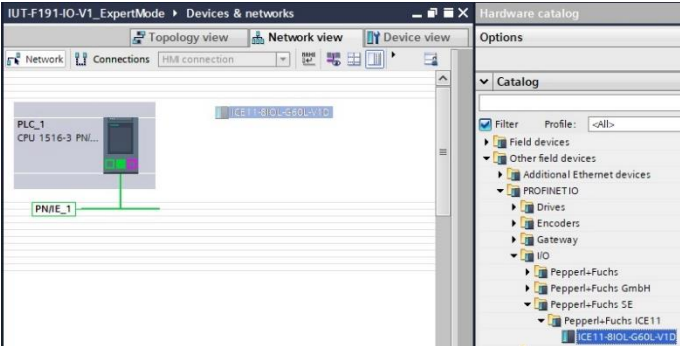 IUT-F191-IO-V1_ExpertMode ▸ Devices & networks
Topology view Network view Device view
Network Connections HMI connection
ICE11-8IOL-G60L-V1D
PLC_1
CPU 1516-3 PN/...
PN/IE_1
Hardware catalog
Options
Catalog
Filter Profile: <All>
Field devices
Other field devices
Additional Ethernet devices
PROFINET IO
Drives
Encoders
Gateway
I/O
Pepperl+Fuchs
Pepperl+Fuchs GmbH
Pepperl+Fuchs SE
Pepperl+Fuchs ICE11
ICE11-8IOL-G60L-V1D